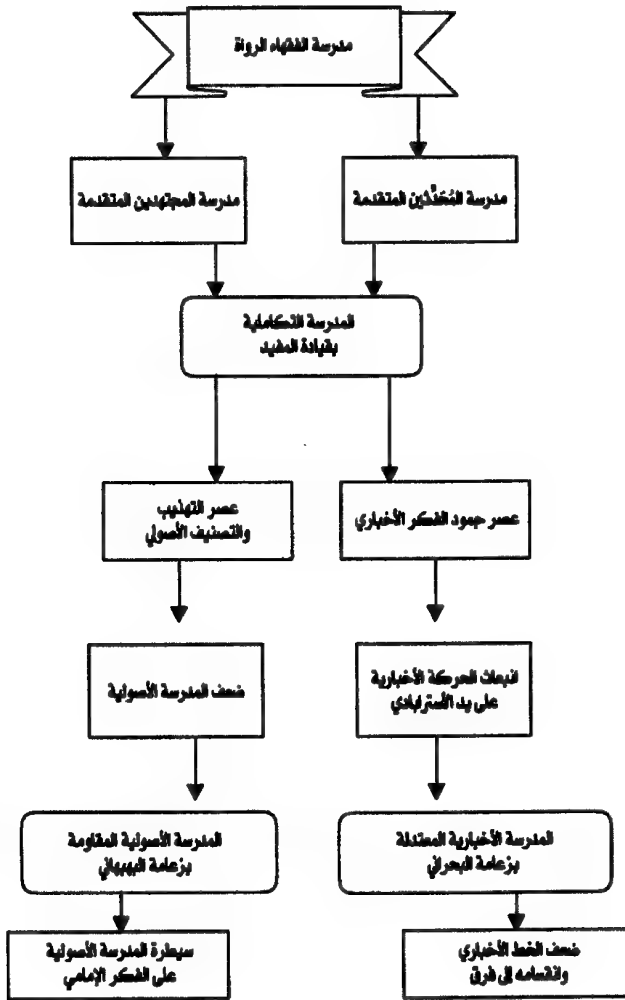 مدرسة الفقهاء الرواة
مدرسة المُحَدِّثين المتقدمة
مدرسة المجتهدين المتقدمة
المدرسة التكاملية
بقيادة المفيد
عصر جمود الفكر الأخباري
عصر التهذيب
والتصنيف الأصولي
انبعاث الحركة الأخبارية
على يد الأسترابادي
ضعف المدرسة الأصولية
المدرسة الأخبارية المعتدلة
بزعامة البحراني
المدرسة الأصولية المقاومة
بزعامة البهبهاني
ضعف الخط الأخباري
وانقسامه إلى فرق
سيطرة المدرسة الأصولية
على الفكر الإمامي